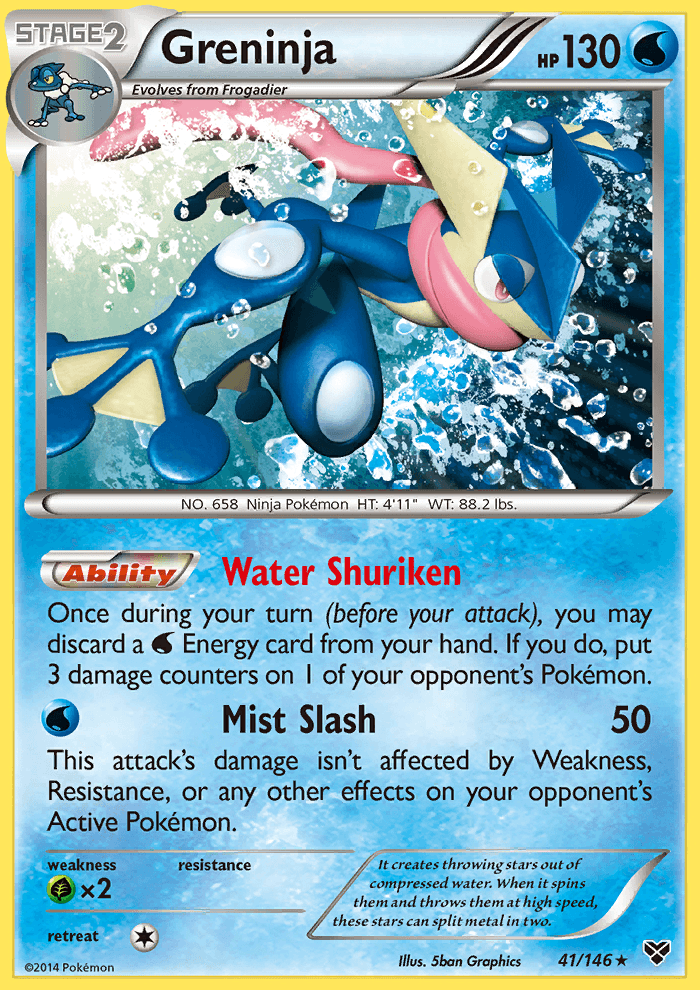 STAGE2
Greninja
HP130
Evolves from Frogadier
NO. 658 Ninja Pokémon HT: 4'11" WT: 88.2 lbs.
Ability Water Shuriken
Once during your turn (before your attack), you may
discard a Energy card from your hand. If you do, put
3 damage counters on 1 of your opponent's Pokémon.
Mist Slash 50
This attack's damage isn't affected by Weakness,
Resistance, or any other effects on your opponent's
Active Pokémon.
weakness resistance
×2
It creates throwing stars out of
compressed water. When it spins
them and throws them at high speed,
these stars can split metal in two.
retreat
©2014 Pokémon
Illus. 5ban Graphics 41/146 ★